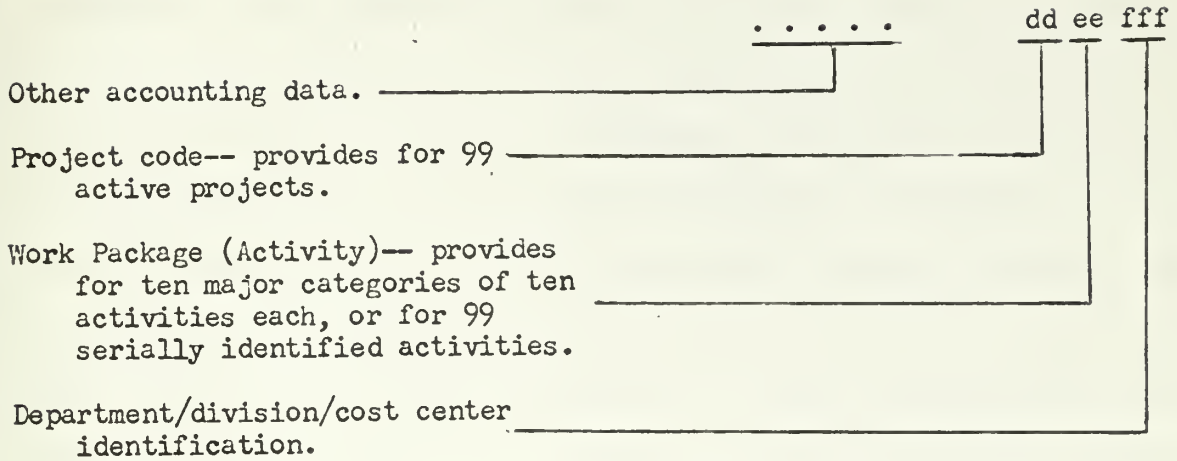 . . . . . dd ee fff
Other accounting data.
Project code-- provides for 99
active projects.
Work Package (Activity)-- provides
for ten major categories of ten
activities each, or for 99
serially identified activities.
Department/division/cost center
identification.